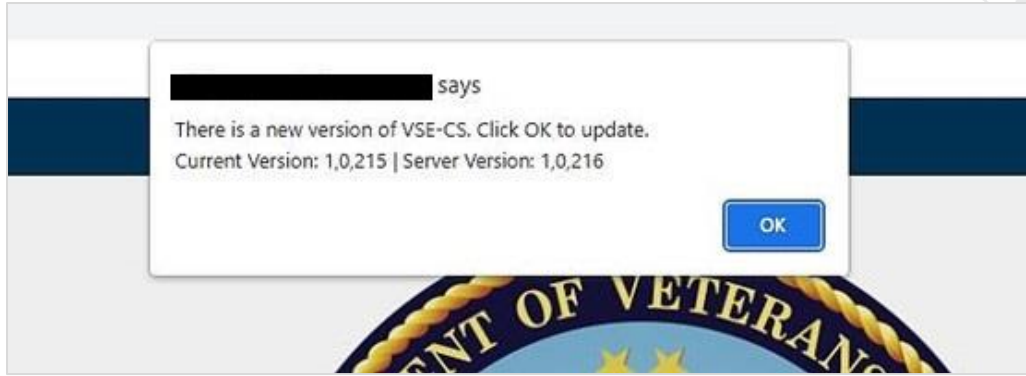 says
There is a new version of VSE-CS. Click OK to update.
Current Version: 1,0,215 | Server Version: 1,0,216
OK
OF VETERANS